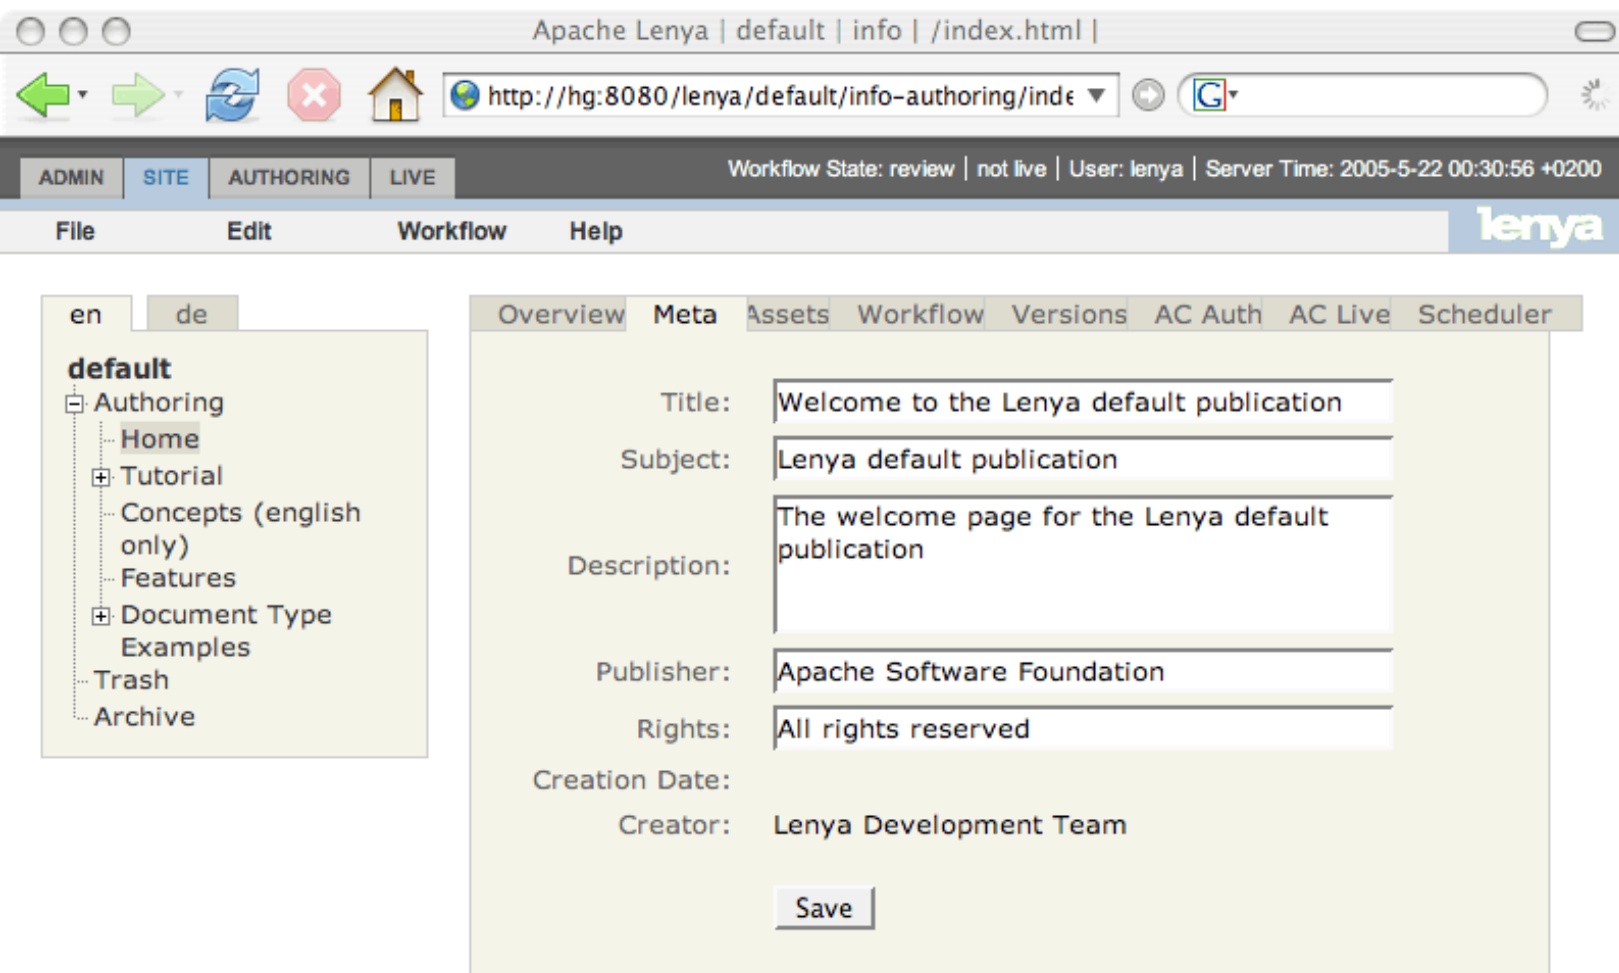 Apache Lenya | default | info | /index.html |
http://hg:8080/lenya/default/info-authoring/inde
G
ADMIN SITE AUTHORING LIVE
Workflow State: review | not live | User: lenya | Server Time: 2005-5-22 00:30:56 +0200
File Edit Workflow Help
lenya
en de
default
Authoring
Home
Tutorial
Concepts (english
only)
Features
Document Type
Examples
Trash
Archive
Overview Meta Assets Workflow Versions AC Auth AC Live Scheduler
Title: Welcome to the Lenya default publication
Subject: Lenya default publication
Description: The welcome page for the Lenya default
publication
Publisher: Apache Software Foundation
Rights: All rights reserved
Creation Date:
Creator: Lenya Development Team
Save